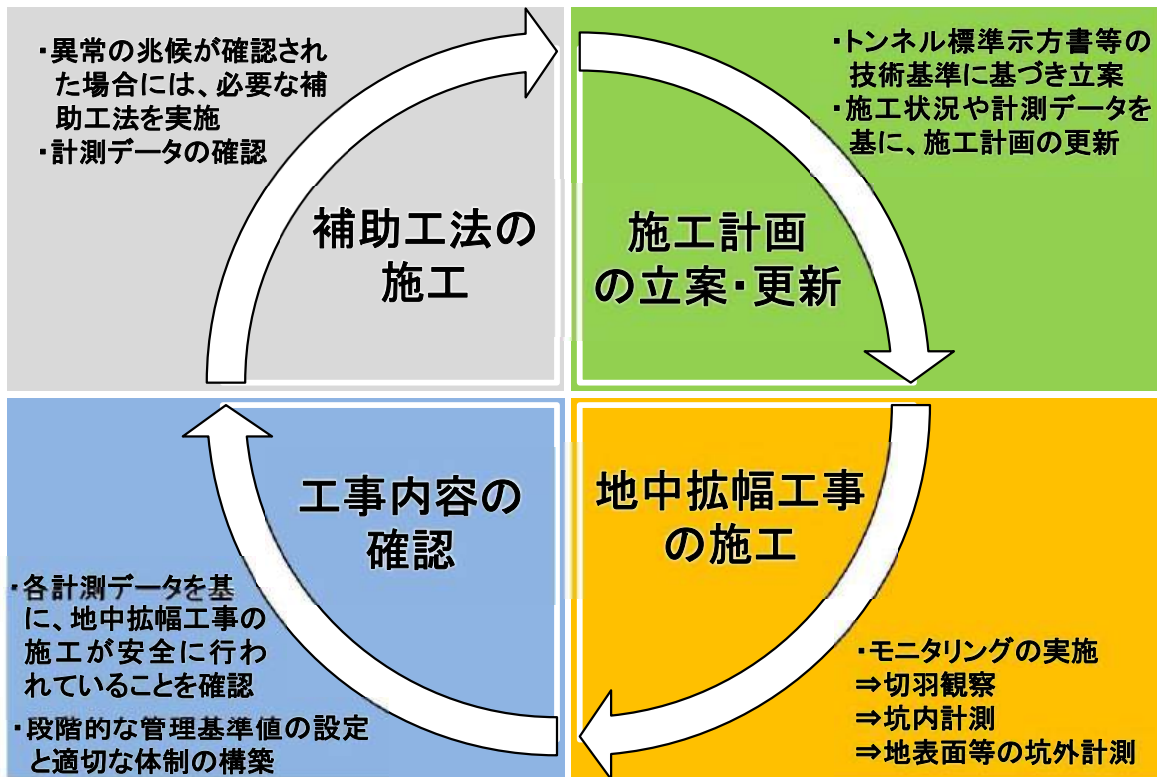 ・異常の兆候が確認され
た場合には、必要な補
助工法を実施
・計測データの確認
補助工法の
施工
・トンネル標準示方書等の
技術基準に基づき立案
・施工状況や計測データを
基に、施工計画の更新
施工計画
の立案・更新
工事内容の
確認
・各計測データを基
に、地中拡幅工事の
施工が安全に行わ
れていることを確認
・段階的な管理基準値の設定
と適切な体制の構築
地中拡幅工事
の施工
・モニタリングの実施
⇒切羽観察
⇒坑内計測
⇒地表面等の坑外計測